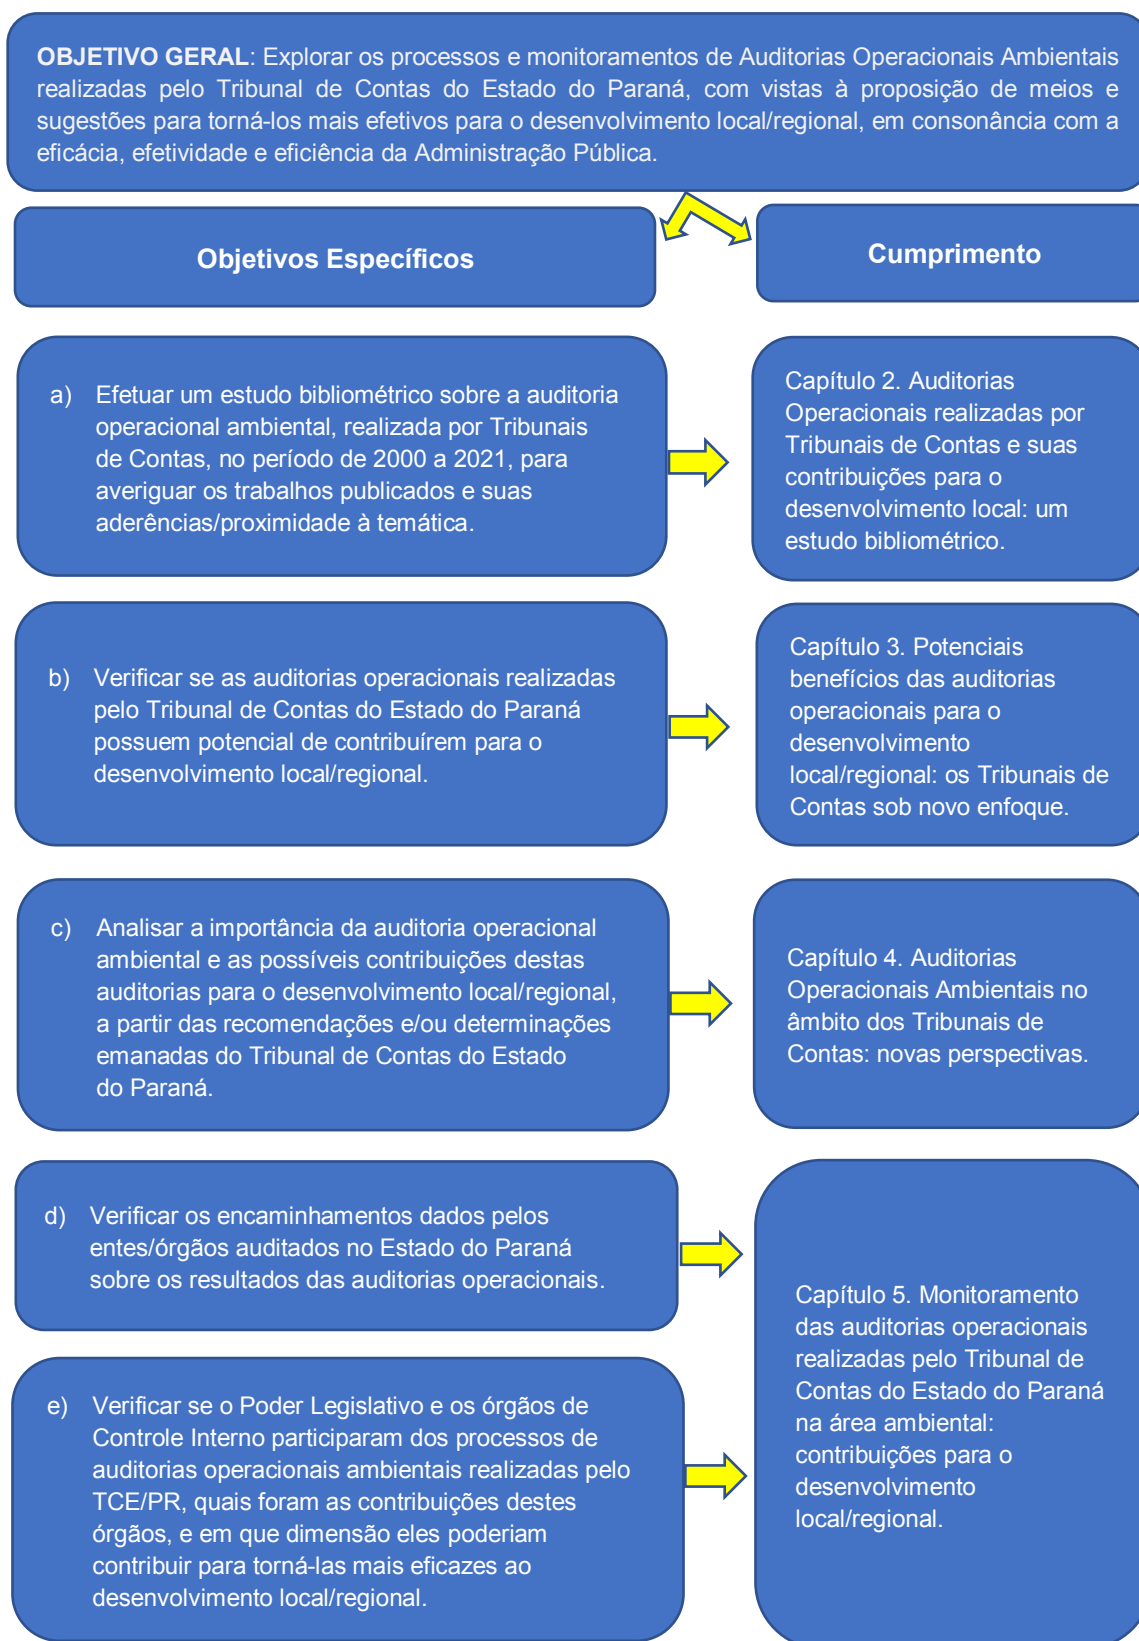 OBJETIVO GERAL: Explorar os processos e monitoramentos de Auditorias Operacionais Ambientais
realizadas pelo Tribunal de Contas do Estado do Paraná, com vistas à proposição de meios e
sugestões para torná-los mais efetivos para o desenvolvimento local/regional, em consonância com a
eficácia, efetividade e eficiência da Administração Pública.
Objetivos Específicos
Cumprimento
a) Efetuar um estudo bibliométrico sobre a auditoria
operacional ambiental, realizada por Tribunais
de Contas, no período de 2000 a 2021, para
averiguar os trabalhos publicados e suas
aderências/proximidade à temática.
Capítulo 2. Auditorias
Operacionais realizadas por
Tribunais de Contas e suas
contribuições para o
desenvolvimento local: um
estudo bibliométrico.
b) Verificar se as auditorias operacionais realizadas
pelo Tribunal de Contas do Estado do Paraná
possuem potencial de contribuírem para o
desenvolvimento local/regional.
Capítulo 3. Potenciais
benefícios das auditorias
operacionais para o
desenvolvimento
local/regional: os Tribunais de
Contas sob novo enfoque.
c) Analisar a importância da auditoria operacional
ambiental e as possíveis contribuições destas
auditorias para o desenvolvimento local/regional,
a partir das recomendações e/ou determinações
emanadas do Tribunal de Contas do Estado
do Paraná.
Capítulo 4. Auditorias
Operacionais Ambientais no
âmbito dos Tribunais de
Contas: novas perspectivas.
d) Verificar os encaminhamentos dados pelos
entes/órgãos auditados no Estado do Paraná
sobre os resultados das auditorias operacionais.
e) Verificar se o Poder Legislativo e os órgãos de
Controle Interno participaram dos processos de
auditorias operacionais ambientais realizadas pelo
TCE/PR, quais foram as contribuições destes
órgãos, e em que dimensão eles poderiam
contribuir para torná-las mais eficazes ao
desenvolvimento local/regional.
Capítulo 5. Monitoramento
das auditorias operacionais
realizadas pelo Tribunal de
Contas do Estado do Paraná
na área ambiental:
contribuições para o
desenvolvimento
local/regional.